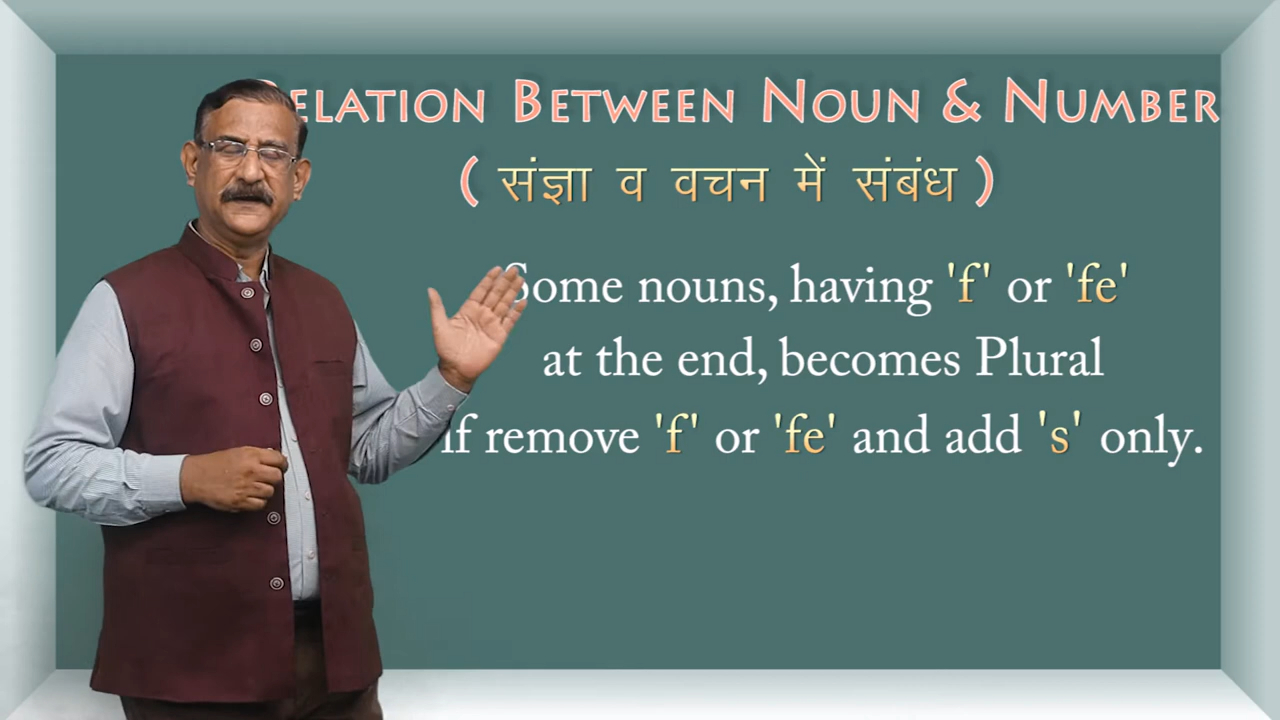 Relation Between Noun & Number
( संज्ञा व वचन में संबंध )
Some nouns, having 'f' or 'fe'
at the end, becomes Plural
if remove 'f' or 'fe' and add 's' only.